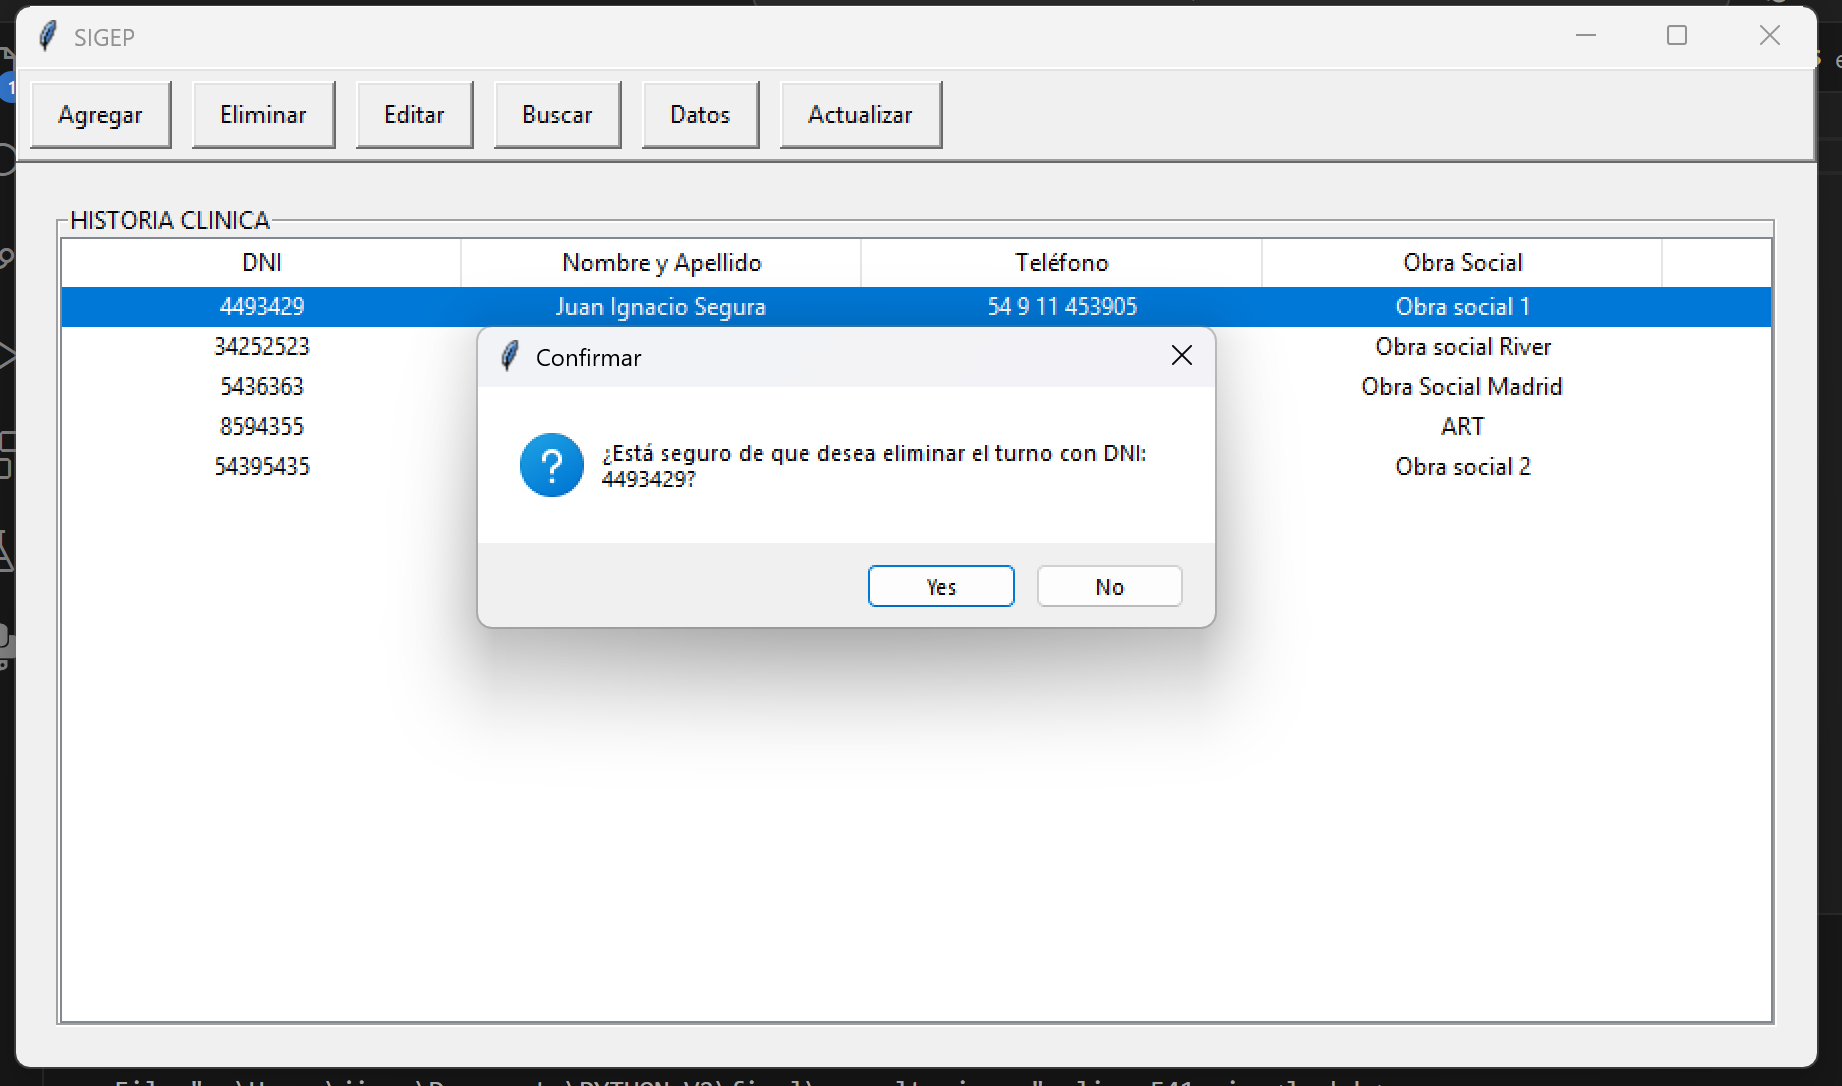 SIGEP
Agregar Eliminar Editar Buscar Datos Actualizar
HISTORIA CLINICA
DNI Nombre y Apellido Teléfono Obra Social
4493429 Juan Ignacio Segura 54 9 11 453905 Obra social 1
34252523 Obra social River
5436363 Obra Social Madrid
8594355 ART
54395435 Obra social 2
Confirmar
¿Está seguro de que desea eliminar el turno con DNI:
4493429?
Yes No